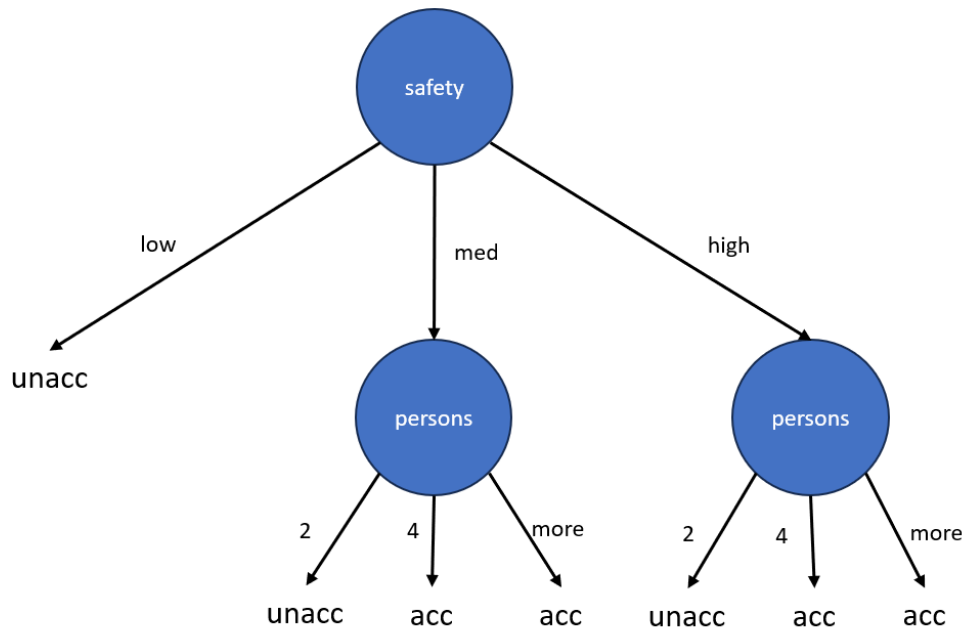 safety
low
med
high
unacc
persons
persons
2
4
more
2
4
more
unacc
acc
acc
unacc
acc
acc